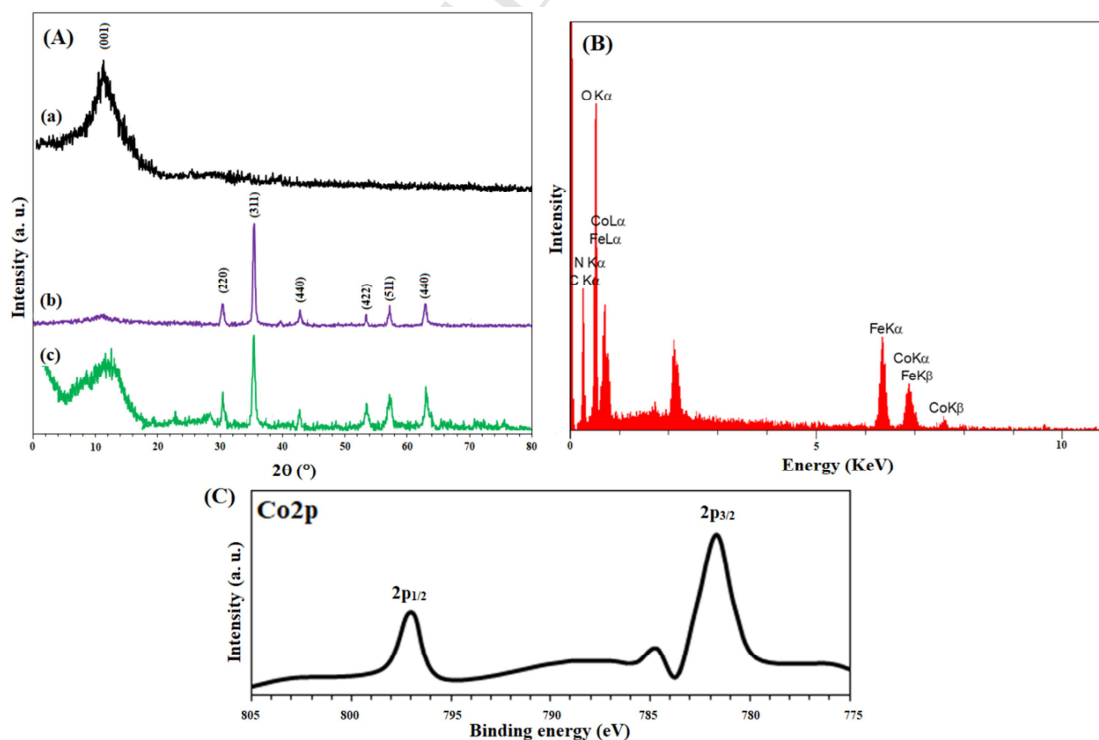 (A)
(001)
(a)
(311)
(220)
(440)
(422)
(511)
(440)
(b)
(c)
Intensity (a. u.)
0 10 20 30 40 50 60 70 80
2Θ (°)
(B)
O Kα
CoLα
FeLα
N Kα
C Kα
FeKα
CoKα
FeKβ
CoKβ
Intensity
0 5 10
Energy (KeV)
(C)
Co2p
2p3/2
2p1/2
Intensity (a. u.)
805 800 795 790 785 780 775
Binding energy (eV)